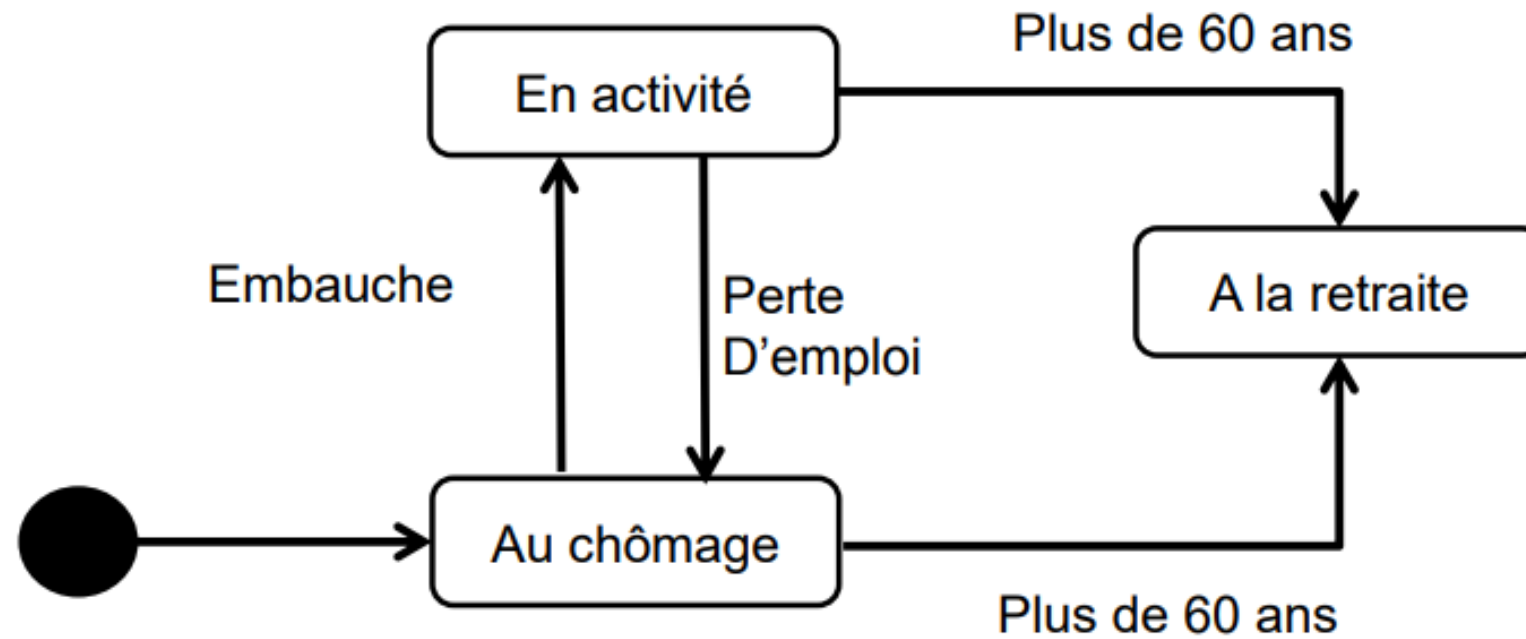 Plus de 60 ans
En activité
Embauche
Perte
D’emploi
A la retraite
Au chômage
Plus de 60 ans